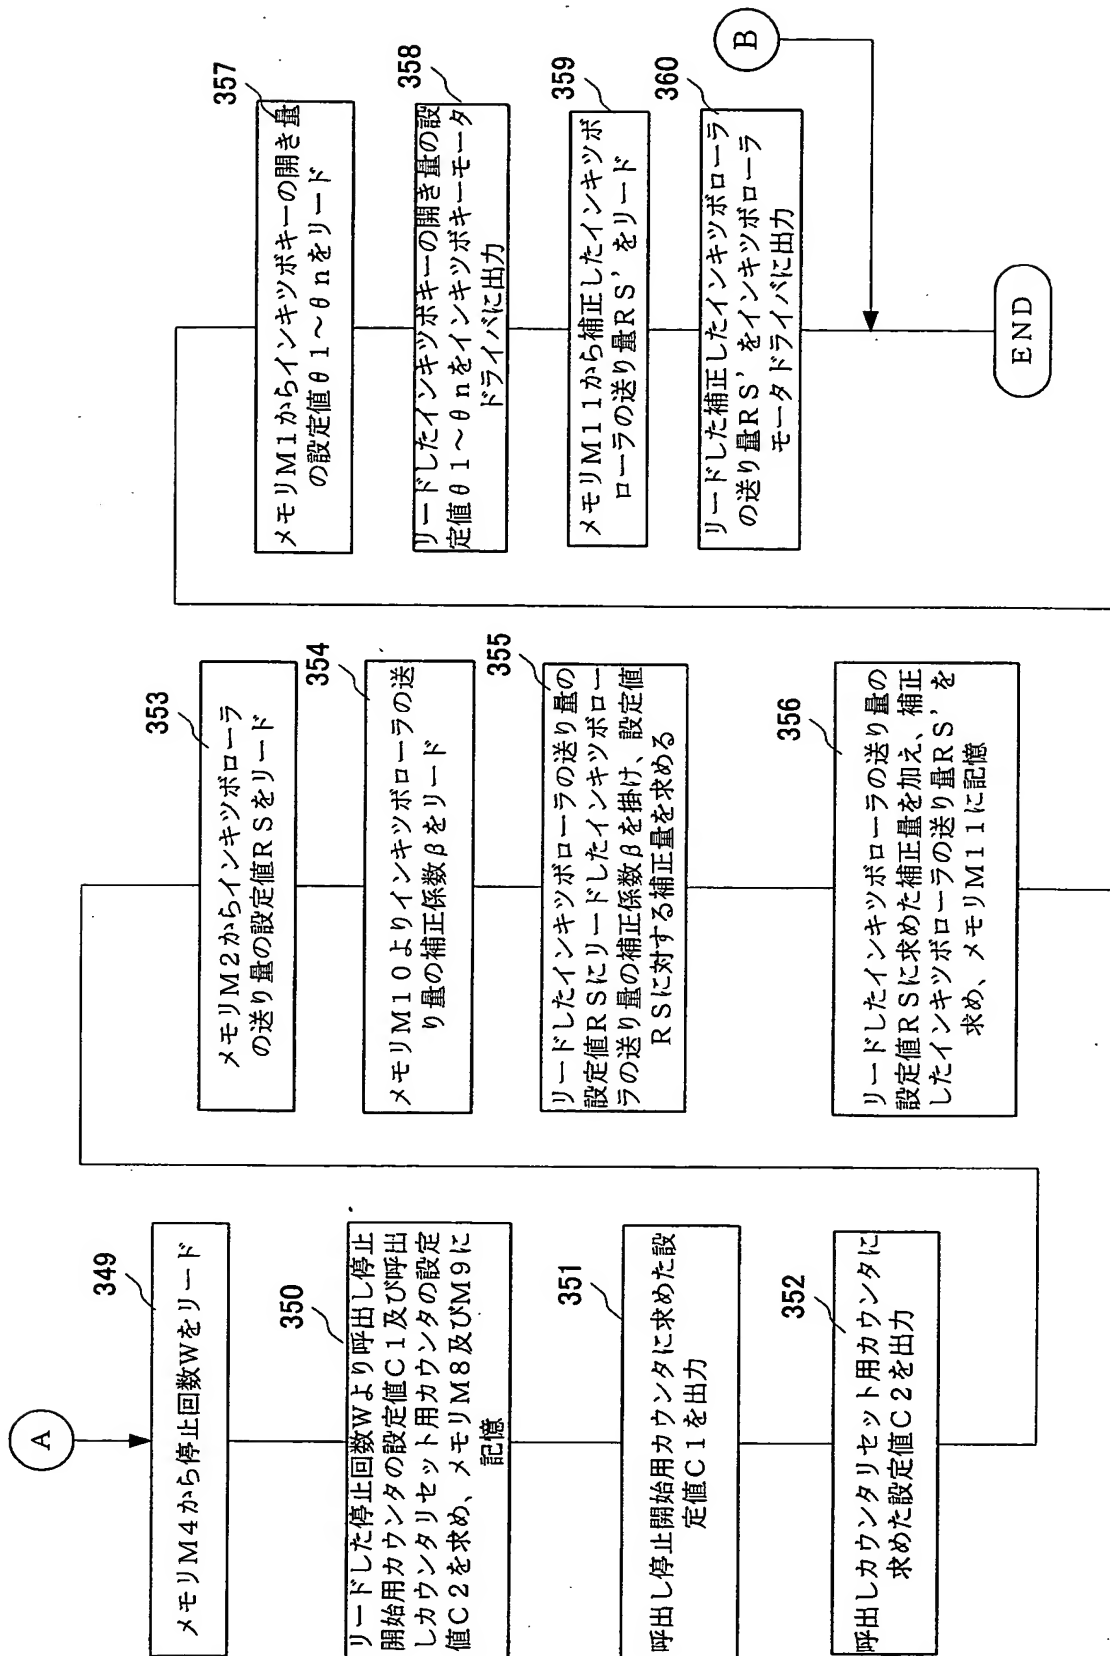 A
349
メモリM4から停止回数Wをリード
350
リードした停止回数Wより呼出し停止
開始用カウンタの設定値C1及び呼出
しカウンタリセット用カウンタの設定
値C2を求め、メモリM8及びM9に
記憶
351
呼出し停止開始用カウンタに求めた設
定値C1を出力
352
呼出しカウンタリセット用カウンタに
求めた設定値C2を出力
353
メモリM2からインキツボローラ
の送り量の設定値RSをリード
354
メモリM10よりインキツボローラの送
り量の補正係数βをリード
355
リードしたインキツボローラの送り量の
設定値RSにリードしたインキツボロー
ラの送り量の補正係数βを掛け、設定値
RSに対する補正量を求める
356
リードしたインキツボローラの送り量の
設定値RSに求めた補正量を加え、補正
したインキツボローラの送り量RS’を
求め、メモリM11に記憶
357
メモリM1からインキツボキーの開き量
の設定値θ1～θnをリード
358
リードしたインキツボキーの開き量の設
定値θ1～θnをインキツボキーモータ
ドライバに出力
359
メモリM11から補正したインキツボ
ローラの送り量RS’をリード
360
リードした補正したインキツボローラ
の送り量RS’をインキツボローラ
モータドライバに出力
B
END